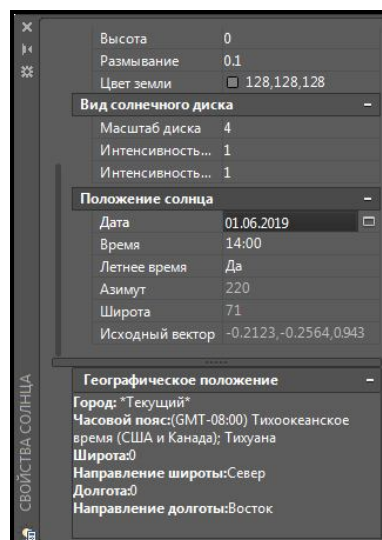 Высота 0
Размывание 0.1
Цвет земли 128,128,128
Вид солнечного диска
Масштаб диска 4
Интенсивность... 1
Интенсивность... 1
Положение солнца
Дата 01.06.2019
Время 14:00
Летнее время Да
Азимут 220
Широта 71
Исходный вектор -0.2123,-0.2564,0.943
Географическое положение
Город: *Текущий*
Часовой пояс:(GMT-
08:00) Тихоокеанское
время (США и Канада); Тихуана
Широта:0
Направление широты:Север
Долгота:0
Направление долготы:Восток
СВОЙСТВА СОЛНЦА